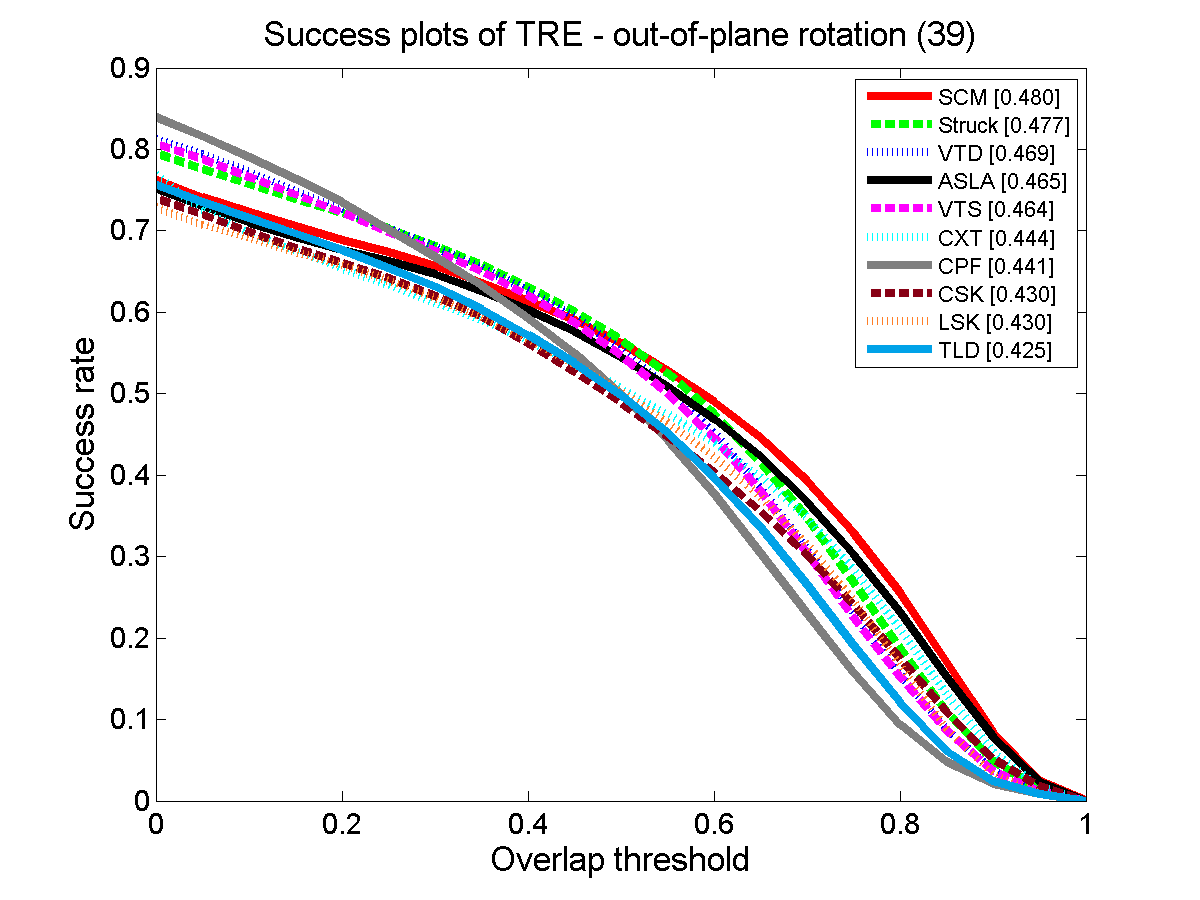 Success plots of TRE - out-of-plane rotation (39)
SCM [0.480]
Struck [0.477]
VTD [0.469]
ASLA [0.465]
VTS [0.464]
CXT [0.444]
CPF [0.441]
CSK [0.430]
LSK [0.430]
TLD [0.425]
Success rate
0.9
0.8
0.7
0.6
0.5
0.4
0.3
0.2
0.1
0
0 0.2 0.4 0.6 0.8 1
Overlap threshold